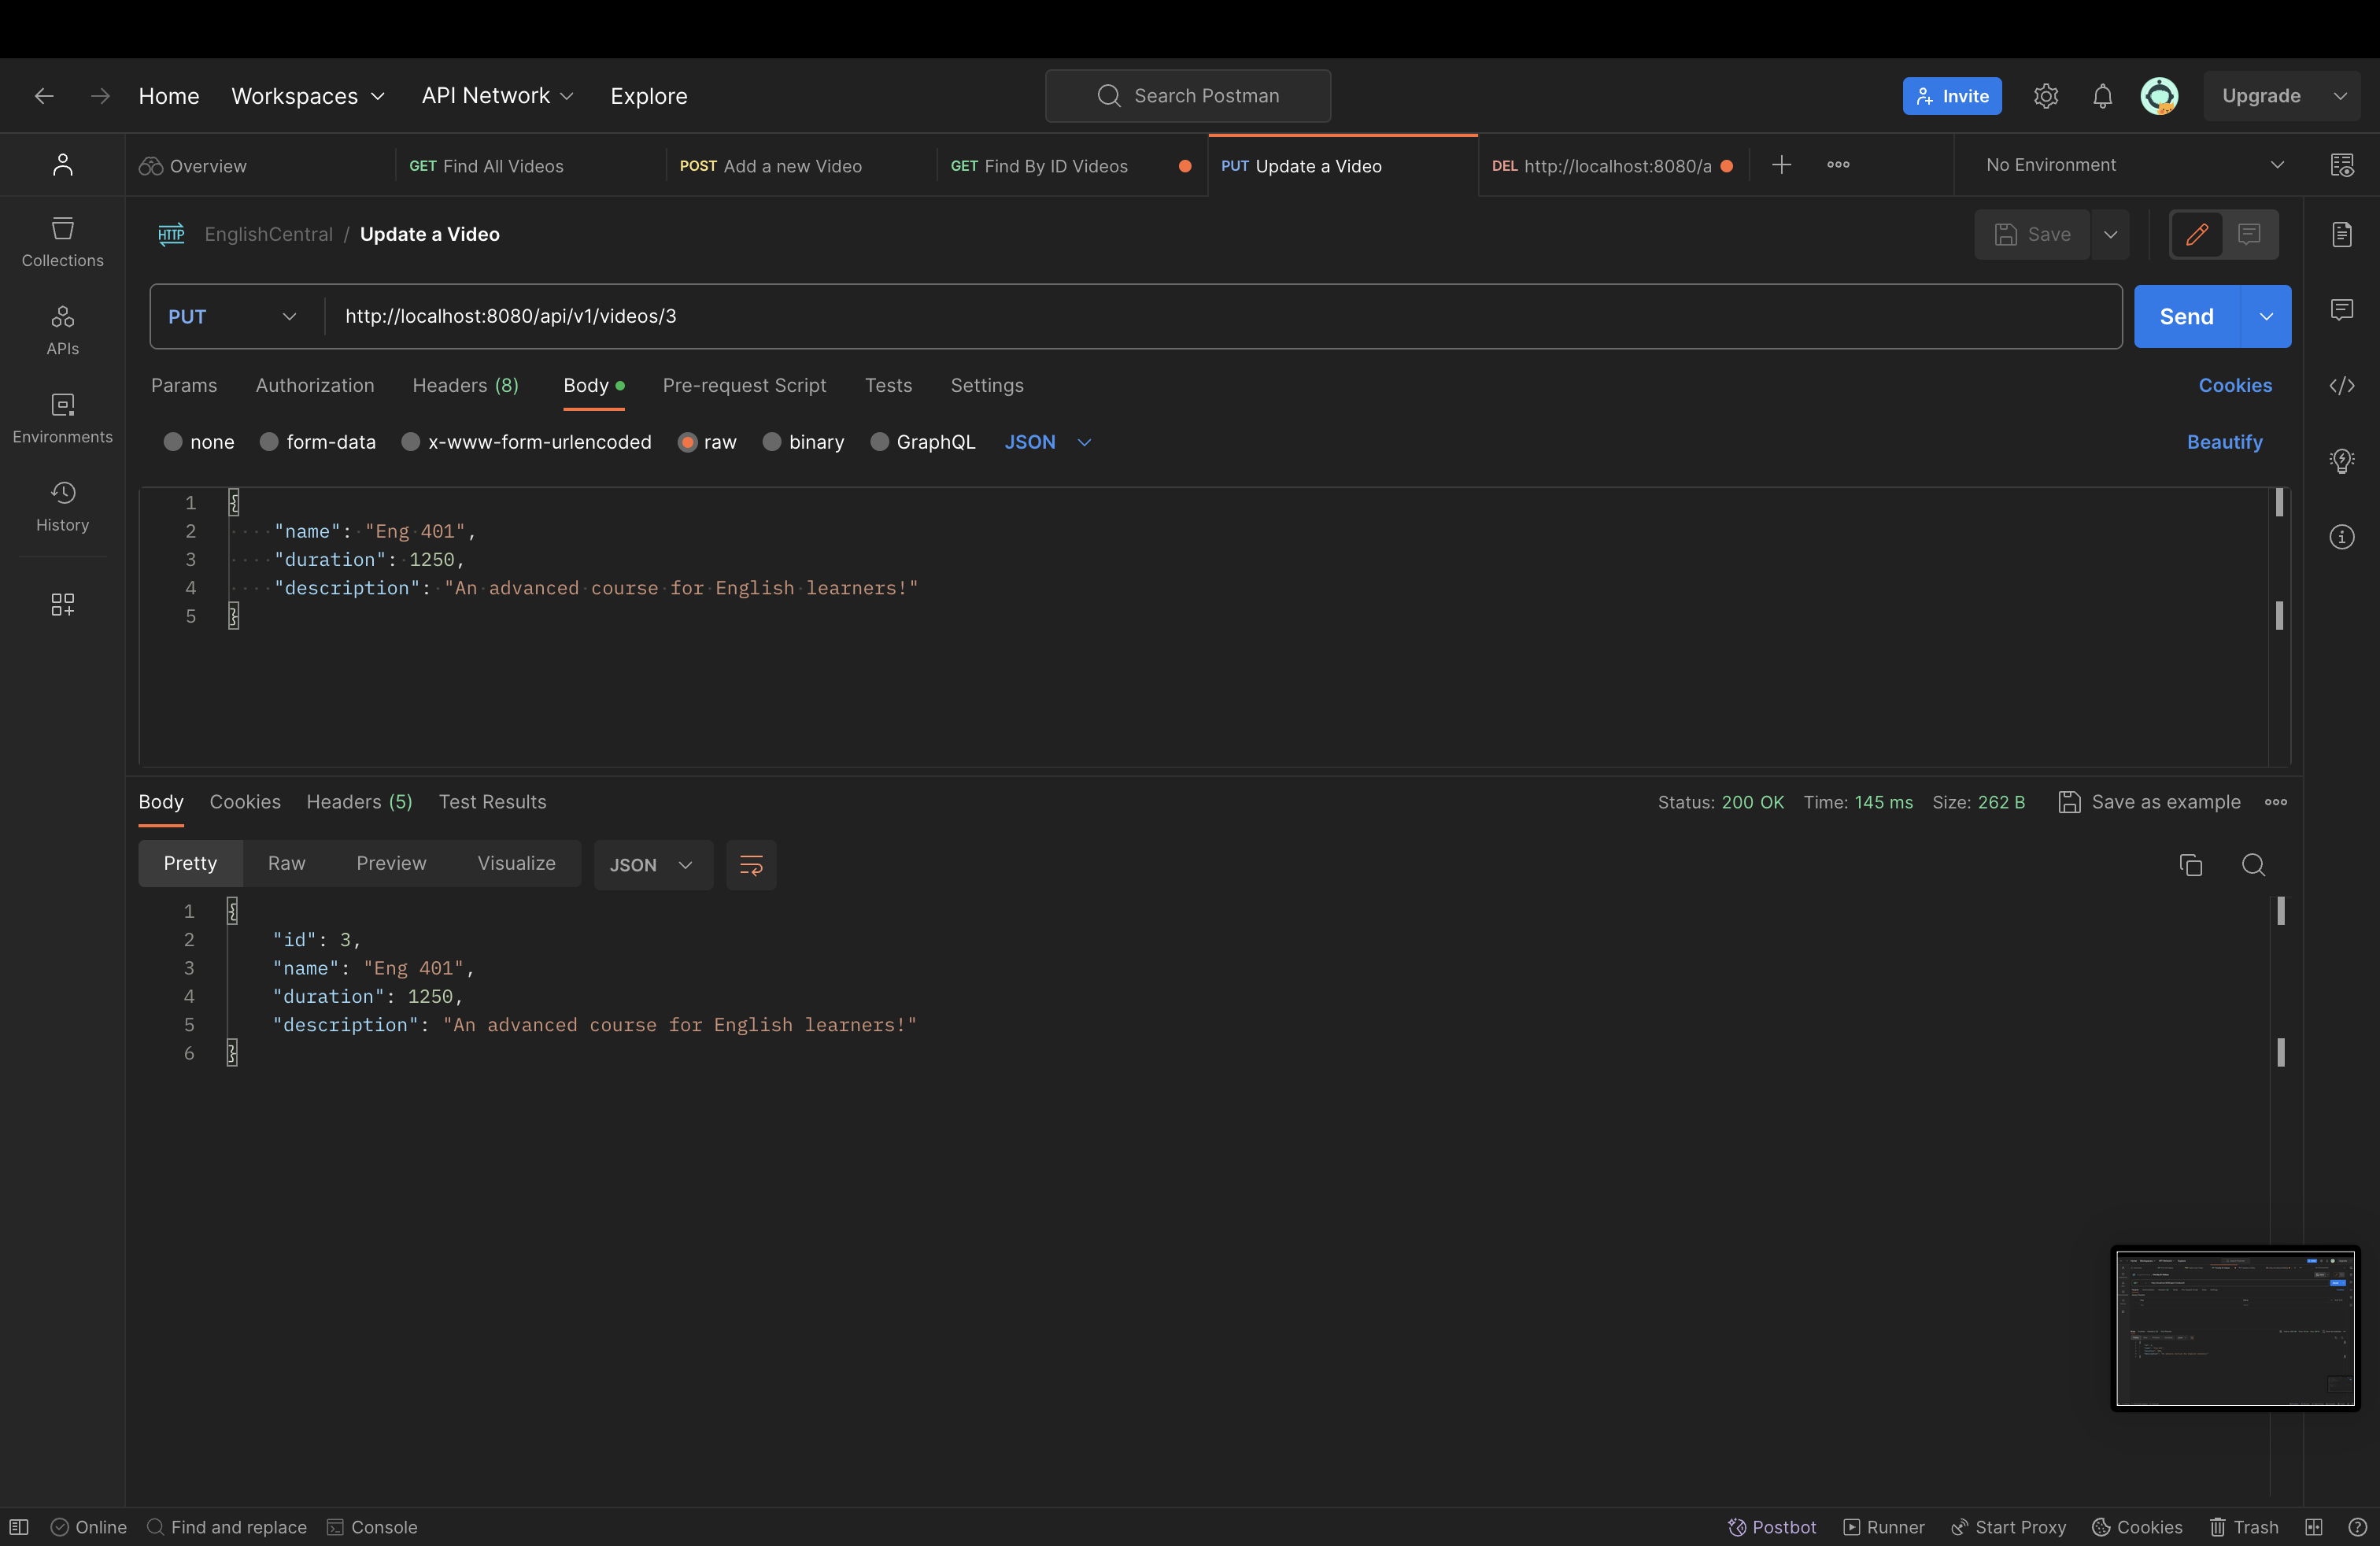 Home Workspaces API Network Explore Search Postman Invite Upgrade
Overview GET Find All Videos POST Add a new Video GET Find By ID Videos PUT Update a Video DEL http://localhost:8080/a No Environment
HTTP EnglishCentral / Update a Video Save
Collections
APIs
Environments
History
PUT http://localhost:8080/api/v1/videos/3 Send
Params Authorization Headers (8) Body Pre-request Script Tests Settings Cookies
none form-data x-www-form-urlencoded raw binary GraphQL JSON Beautify
1 {
2 "name": "Eng 401",
3 "duration": 1250,
4 "description": "An advanced course for English learners!"
5 }
Body Cookies Headers (5) Test Results Status: 200 OK Time: 145 ms Size: 262 B Save as example
Pretty Raw Preview Visualize JSON
1 {
2 "id": 3,
3 "name": "Eng 401",
4 "duration": 1250,
5 "description": "An advanced course for English learners!"
6 }
Online Find and replace Console Postbot Runner Start Proxy Cookies Trash